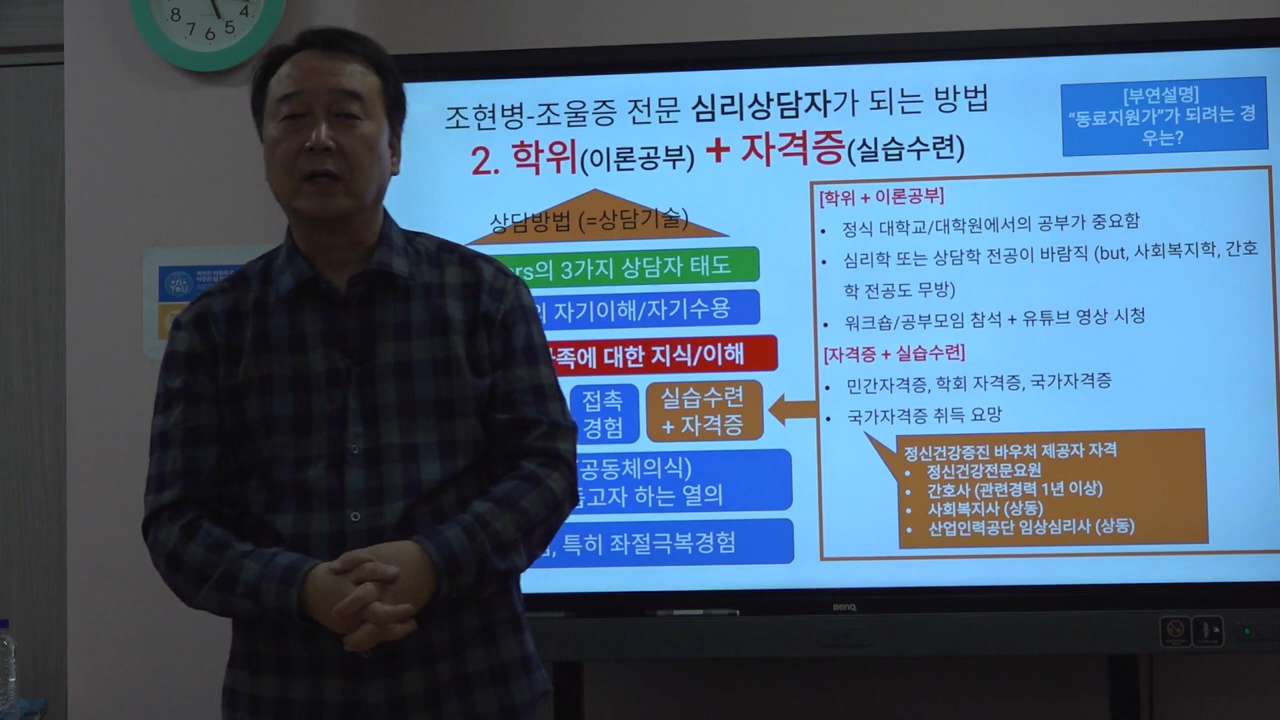 8 7 6 5 4
조현병-조울증 전문 심리상담자가 되는 방법
2. 학위(이론공부) + 자격증(실습수련)
[부연설명]
“동료지원가”가 되려는 경
우는?
상담방법 (=상담기술)
ers의 3가지 상담자 태도
의 자기이해/자기수용
족에 대한 지식/이해
접촉
경험
실습수련
+ 자격증
(공동체의식)
돕고자 하는 열의
, 특히 좌절극복경험
[학위 + 이론공부]
• 정식 대학교/대학원에서의 공부가 중요함
• 심리학 또는 상담학 전공이 바람직 (but, 사회복지학, 간호
학 전공도 무방)
• 워크숍/공부모임 참석 + 유튜브 영상 시청
[자격증 + 실습수련]
• 민간자격증, 학회 자격증, 국가자격증
• 국가자격증 취득 요망
정신건강증진 바우처 제공자 자격
• 정신건강전문요원
• 간호사 (관련경력 1년 이상)
• 사회복지사 (상동)
• 산업인력공단 임상심리사 (상동)
BenQ